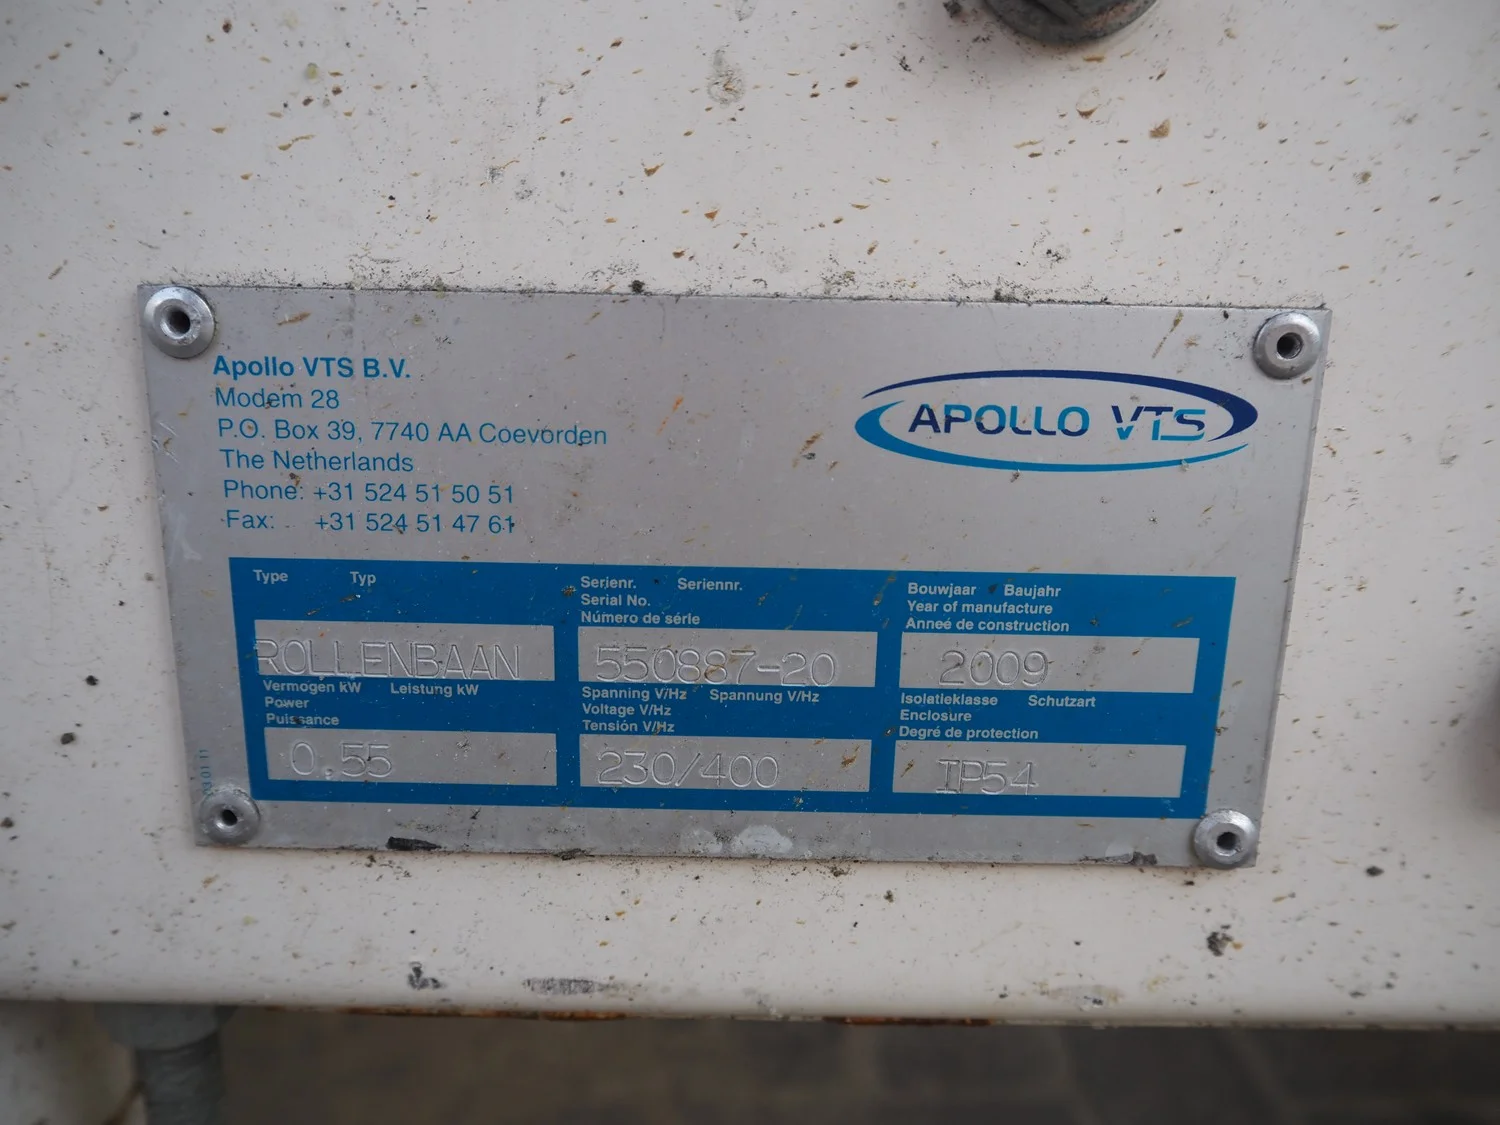 Apollo VTS B.V.
Modem 28
P.O. Box 39, 7740 AA Coevorden
The Netherlands
Phone: +31 524 51 50 51
Fax: +31 524 51 47 61
APOLLO VTS
Type Typ
ROLLENBAAN
Serienr. Seriennr.
Serial No.
Número de série
550887-20
Bouwjaar Baujahr
Year of manufacture
Anneé de construction
2009
Vermogen kW Leistung kW
Power
Puissance
0.55
Spanning V/Hz Spannung V/Hz
Voltage V/Hz
Tensión V/Hz
230/400
Isolatieklasse Schutzart
Enclosure
Degré de protection
IP54